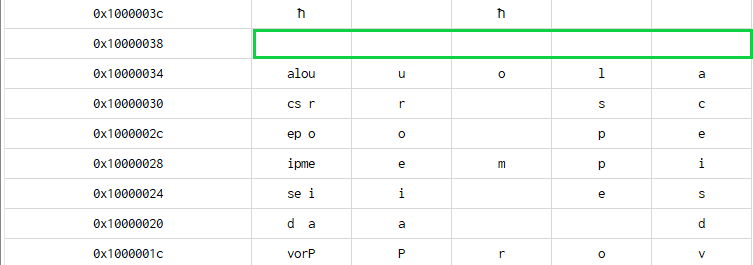 0x1000003c ħ ħ
0x10000038
0x10000034 alou u o l a
0x10000030 cs r r s c
0x1000002c ep o o p e
0x10000028 ipme e m p i
0x10000024 se i i e s
0x10000020 d  a a d
0x1000001c vorP P r o v